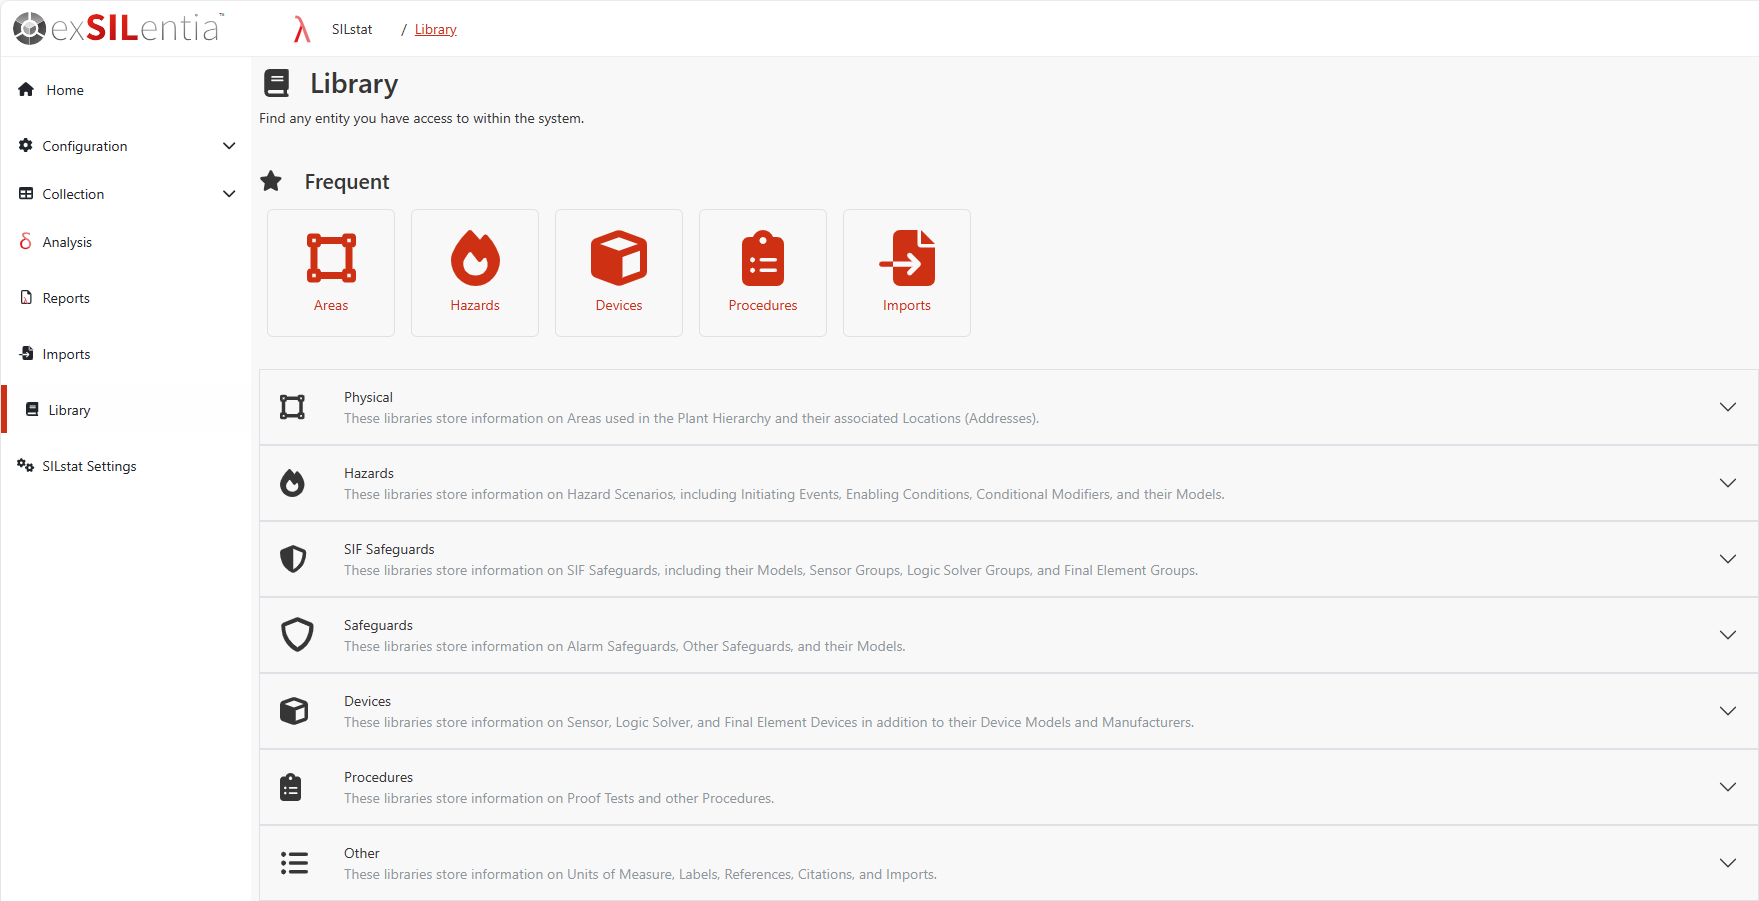 exSILentia™
SILstat / Library
Home
Configuration
Collection
Analysis
Reports
Imports
Library
SILstat Settings
Library
Find any entity you have access to within the system.
Frequent
Areas
Hazards
Devices
Procedures
Imports
Physical
These libraries store information on Areas used in the Plant Hierarchy and their associated Locations (Addresses).
Hazards
These libraries store information on Hazard Scenarios, including Initiating Events, Enabling Conditions, Conditional Modifiers, and their Models.
SIF Safeguards
These libraries store information on SIF Safeguards, including their Models, Sensor Groups, Logic Solver Groups, and Final Element Groups.
Safeguards
These libraries store information on Alarm Safeguards, Other Safeguards, and their Models.
Devices
These libraries store information on Sensor, Logic Solver, and Final Element Devices in addition to their Device Models and Manufacturers.
Procedures
These libraries store information on Proof Tests and other Procedures.
Other
These libraries store information on Units of Measure, Labels, References, Citations, and Imports.